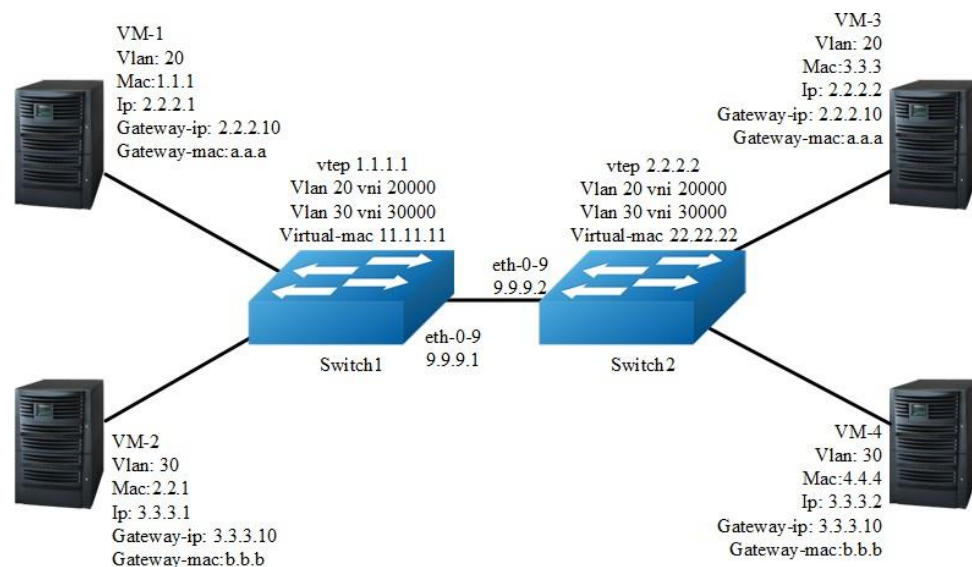 VM-1
Vlan: 20
Mac:1.1.1
Ip: 2.2.2.1
Gateway-ip: 2.2.2.10
Gateway-mac:a.a.a
VM-3
Vlan: 20
Mac:3.3.3
Ip: 2.2.2.2
Gateway-ip: 2.2.2.10
Gateway-mac:a.a.a
vtep 1.1.1.1
Vlan 20 vni 20000
Vlan 30 vni 30000
Virtual-mac 11.11.11
vtep 2.2.2.2
Vlan 20 vni 20000
Vlan 30 vni 30000
Virtual-mac 22.22.22
eth-0-9
9.9.9.2
eth-0-9
9.9.9.1
Switch1
Switch2
VM-2
Vlan: 30
Mac:2.2.1
Ip: 3.3.3.1
Gateway-ip: 3.3.3.10
Gateway-mac:b.b.b
VM-4
Vlan: 30
Mac:4.4.4
Ip: 3.3.3.2
Gateway-ip: 3.3.3.10
Gateway-mac:b.b.b